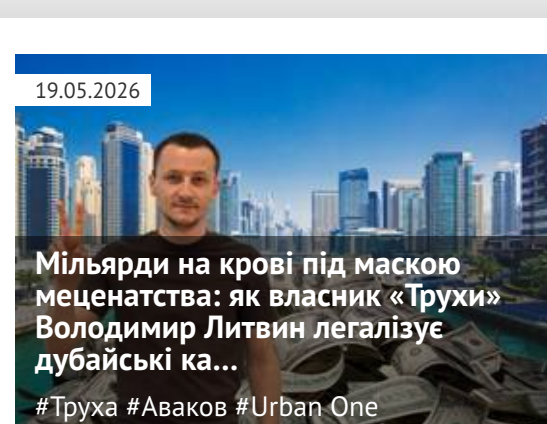 19.05.2026
Мільярди на крові під маскою
меценатства: як власник «Трухи»
Володимир Литвин легалізує
дубайські ка...
#Труха #Аваков #Urban One